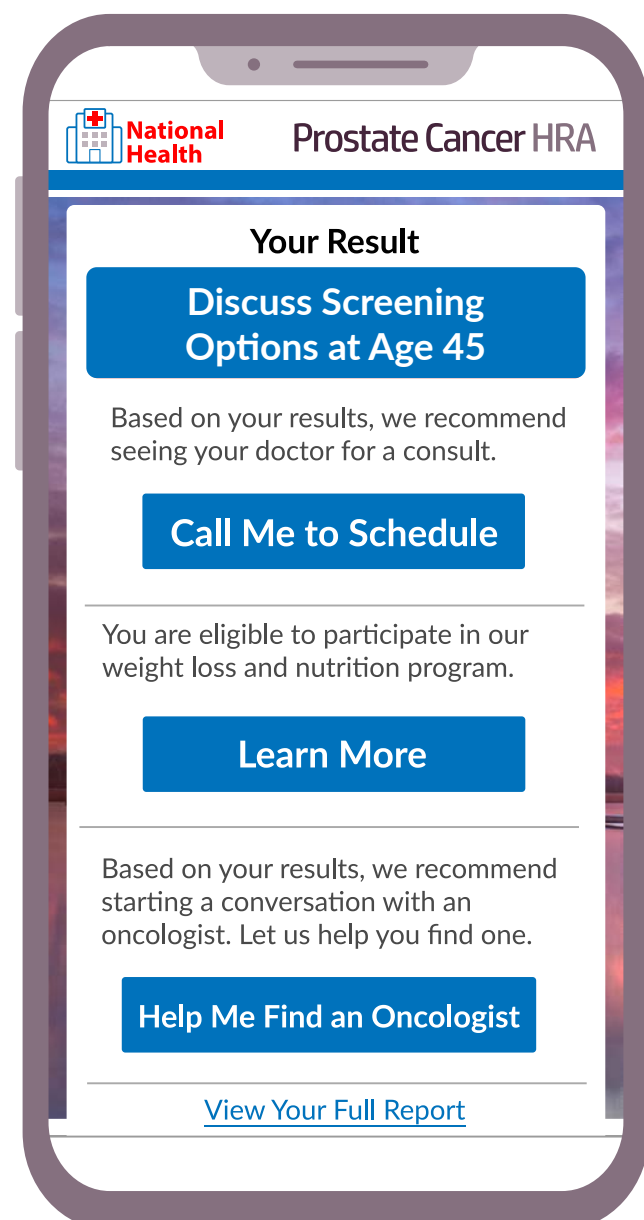 National
Health
Prostate Cancer HRA
Your Result
Discuss Screening
Options at Age 45
Based on your results, we recommend
seeing your doctor for a consult.
Call Me to Schedule
You are eligible to participate in our
weight loss and nutrition program.
Learn More
Based on your results, we recommend
starting a conversation with an
oncologist. Let us help you find one.
Help Me Find an Oncologist
View Your Full Report